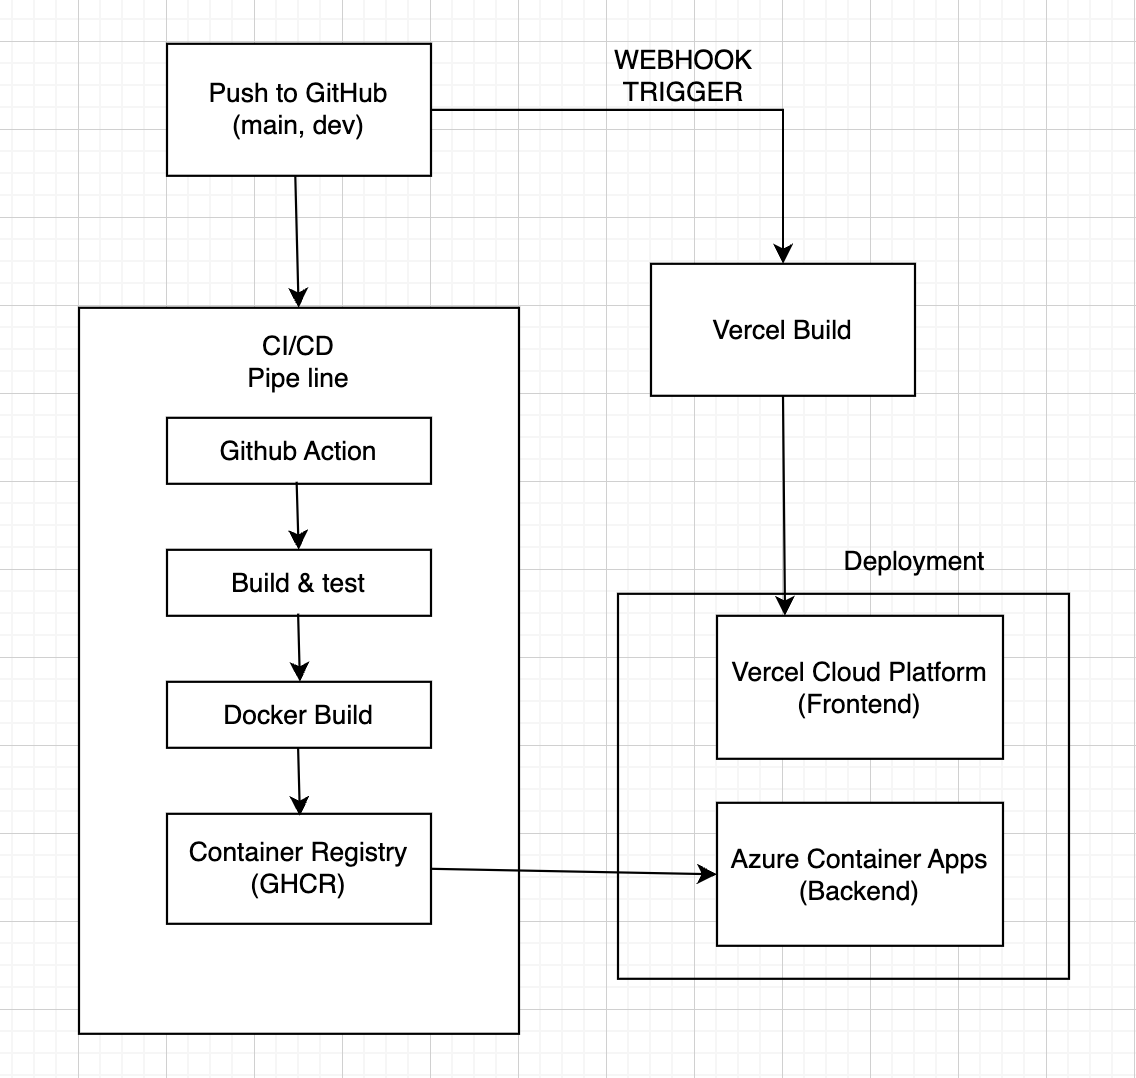 Push to GitHub
(main, dev)
WEBHOOK
TRIGGER
Vercel Build
CI/CD
Pipe line
Github Action
Build & test
Docker Build
Container Registry
(GHCR)
Deployment
Vercel Cloud Platform
(Frontend)
Azure Container Apps
(Backend)